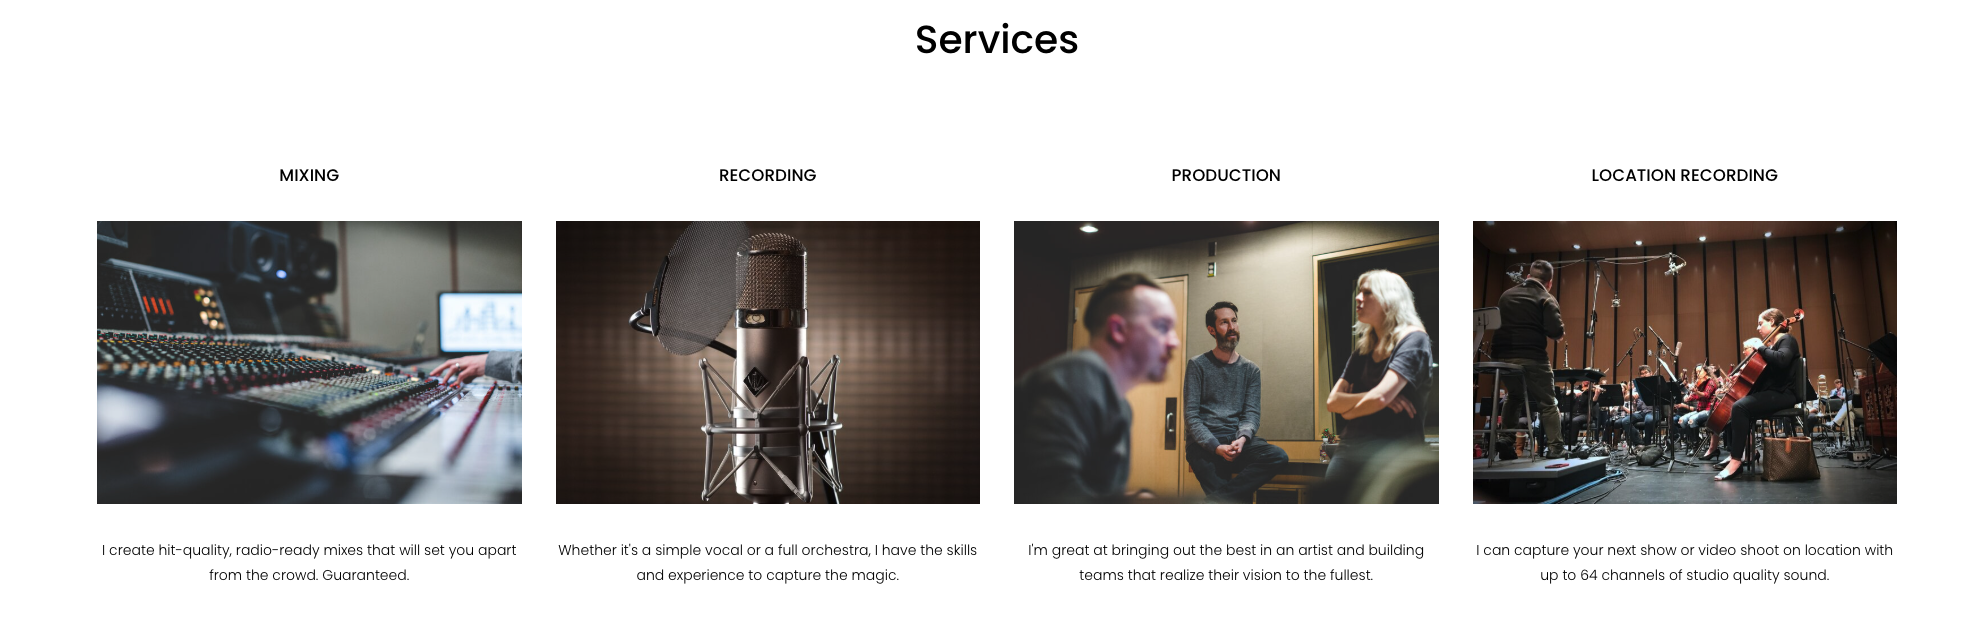 Services
MIXING
RECORDING
PRODUCTION
LOCATION RECORDING
I create hit-quality, radio-ready mixes that will set you apart
from the crowd. Guaranteed.
Whether it's a simple vocal or a full orchestra, I have the skills
and experience to capture the magic.
I'm great at bringing out the best in an artist and building
teams that realize their vision to the fullest.
I can capture your next show or video shoot on location with
up to 64 channels of studio quality sound.